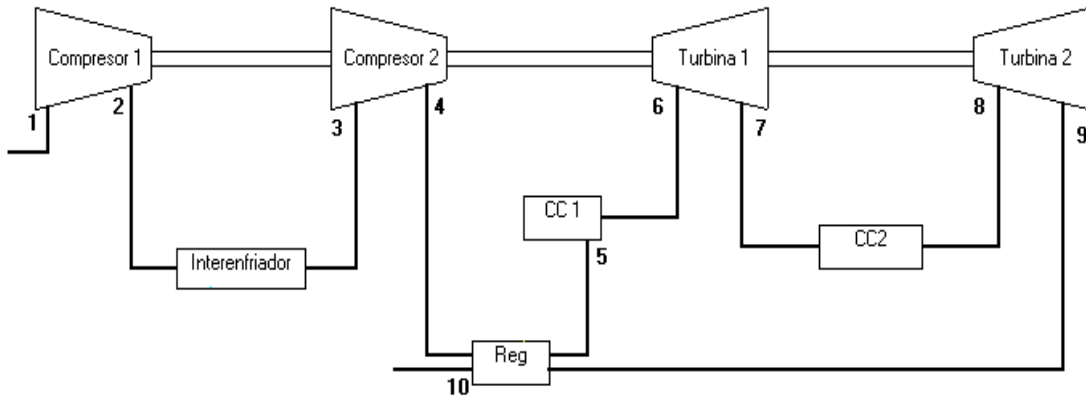 Compresor 1
Compresor 2
Turbina 1
Turbina 2
1
2
3
4
6
7
8
9
CC 1
5
CC2
Interenfriador
Reg
10